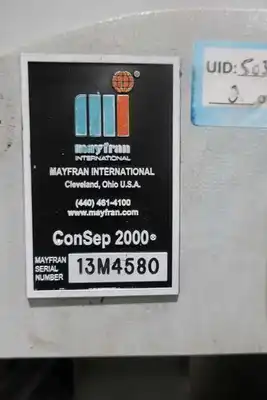 mi
mayfran
INTERNATIONAL
MAYFRAN INTERNATIONAL
Cleveland, Ohio U.S.A.
(440) 461-4100
www.mayfran.com
ConSep 2000®
MAYFRAN
SERIAL
NUMBER
13M4580
UID: